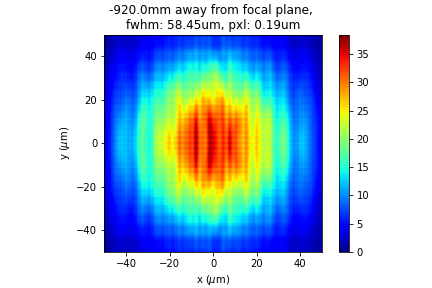 -920.0mm away from focal plane,
fwhm: 58.45um, pxl: 0.19um
40
20
0
−20
−40
y (μm)
−40 −20 0 20 40
x (μm)
35
30
25
20
15
10
5
0